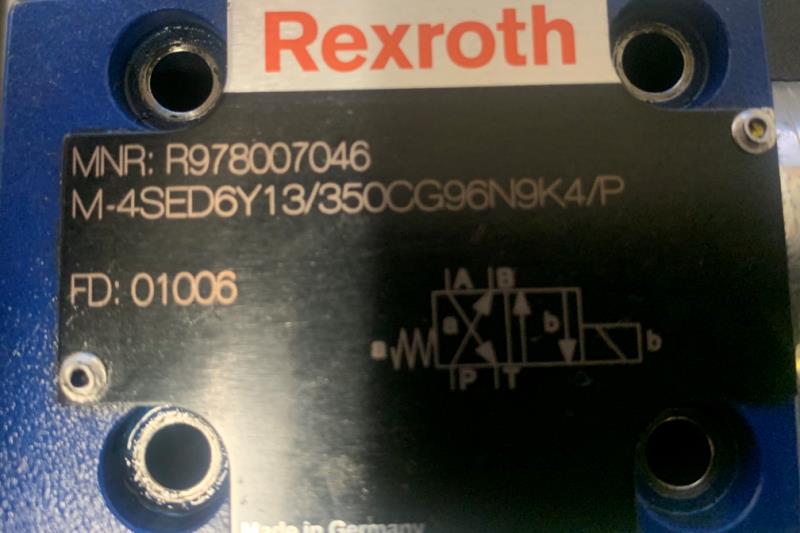 Rexroth
MNR: R978007046
M-4SED6Y13/350CG96N9K4/P
FD: 01006
A B
a a b b
P T
Made in Germany